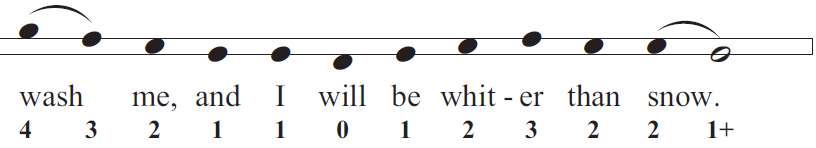 wash me, and I will be whit - er than snow.
4 3 2 1 1 0 1 2 3 2 2 1+